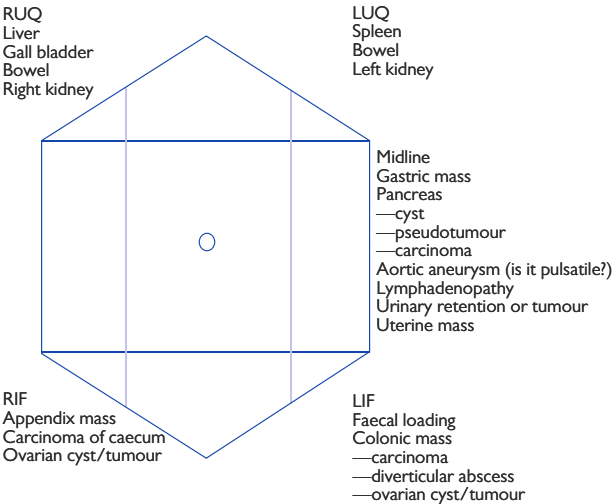 RUQ
Liver
Gall bladder
Bowel
Right kidney
LUQ
Spleen
Bowel
Left kidney
Midline
Gastric mass
Pancreas
—cyst
—pseudotumour
—carcinoma
Aortic aneurysm (is it pulsatile?)
Lymphadenopathy
Urinary retention or tumour
Uterine mass
RIF
Appendix mass
Carcinoma of caecum
Ovarian cyst/tumour
LIF
Faecal loading
Colonic mass
—carcinoma
—diverticular abscess
—ovarian cyst/tumour